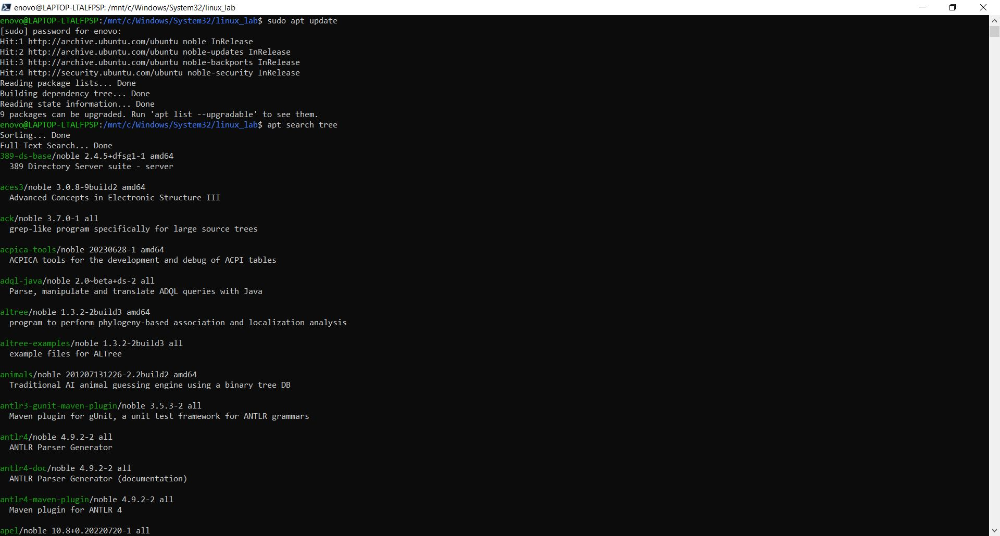 enovo@LAPTOP-LTALFPSP: /mnt/c/Windows/System32/linux_lab
enovo@LAPTOP-LTALFPSP:/mnt/c/Windows/System32/linux_lab$ sudo apt update
[sudo] password for enovo:
Hit:1 http://archive.ubuntu.com/ubuntu noble InRelease
Hit:2 http://archive.ubuntu.com/ubuntu noble-updates InRelease
Hit:3 http://archive.ubuntu.com/ubuntu noble-backports InRelease
Hit:4 http://security.ubuntu.com/ubuntu noble-security InRelease
Reading package lists... Done
Building dependency tree... Done
Reading state information... Done
9 packages can be upgraded. Run 'apt list --upgradable' to see them.
enovo@LAPTOP-LTALFPSP:/mnt/c/Windows/System32/linux_lab$ apt search tree
Sorting... Done
Full Text Search... Done
389-ds-base/noble 2.4.5+dfsg1-1 amd64
  389 Directory Server suite - server

aces3/noble 3.0.8-9build2 amd64
  Advanced Concepts in Electronic Structure III

ack/noble 3.7.0-1 all
  grep-like program specifically for large source trees

acpica-tools/noble 20230628-1 amd64
  ACPICA tools for the development and debug of ACPI tables

adql-java/noble 2.0~beta+ds-2 all
  Parse, manipulate and translate ADQL queries with Java

altree/noble 1.3.2-2build3 amd64
  program to perform phylogeny-based association and localization analysis

altree-examples/noble 1.3.2-2build3 all
  example files for ALTree

animals/noble 201207131226-2.2build2 amd64
  Traditional AI animal guessing engine using a binary tree DB

antlr3-gunit-maven-plugin/noble 3.5.3-2 all
  Maven plugin for gUnit, a unit test framework for ANTLR grammars

antlr4/noble 4.9.2-2 all
  ANTLR Parser Generator

antlr4-doc/noble 4.9.2-2 all
  ANTLR Parser Generator (documentation)

antlr4-maven-plugin/noble 4.9.2-2 all
  Maven plugin for ANTLR 4

apel/noble 10.8+0.20220720-1 all